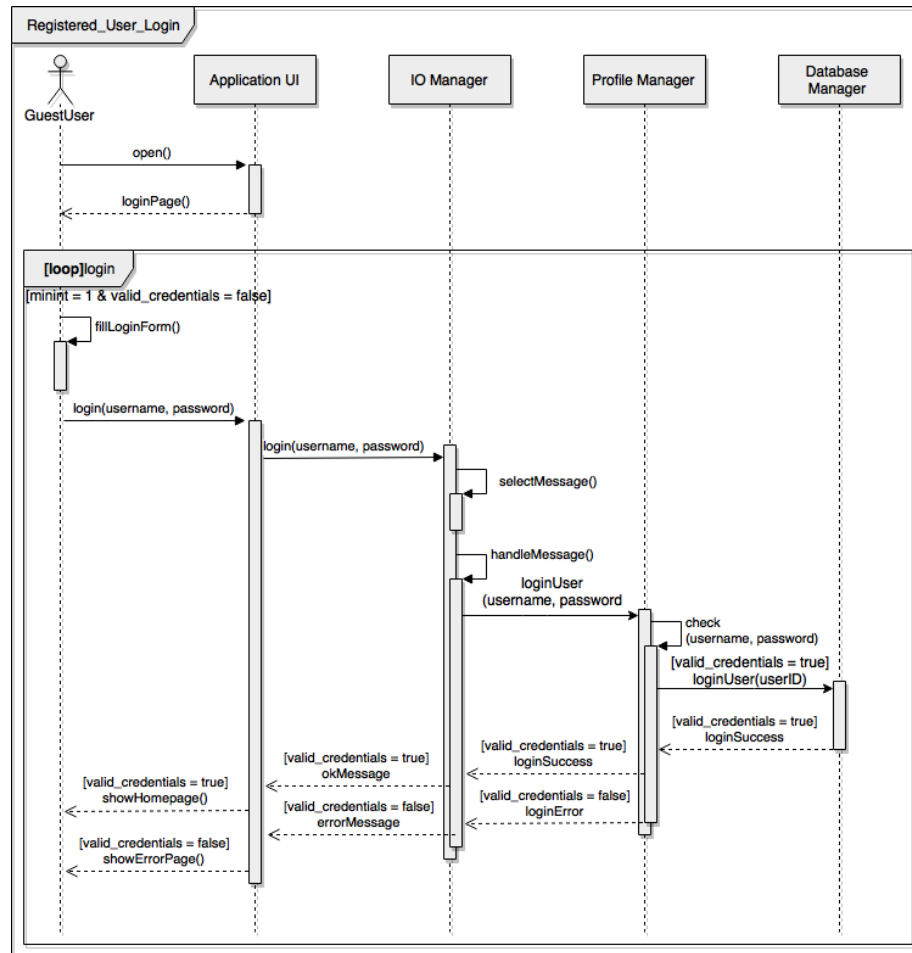 Registered_User_Login
GuestUser
Application UI
IO Manager
Profile Manager
Database
Manager
open()
loginPage()
[loop]login
[minint = 1 & valid_credentials = false]
fillLoginForm()
login(username, password)
login(username, password)
selectMessage()
handleMessage()
loginUser
(username, password
check
(username, password)
[valid_credentials = true]
loginUser(userID)
[valid_credentials = true]
loginSuccess
[valid_credentials = true]
loginSuccess
[valid_credentials = true]
okMessage
[valid_credentials = true]
showHomepage()
[valid_credentials = false]
loginError
[valid_credentials = false]
errorMessage
[valid_credentials = false]
showErrorPage()